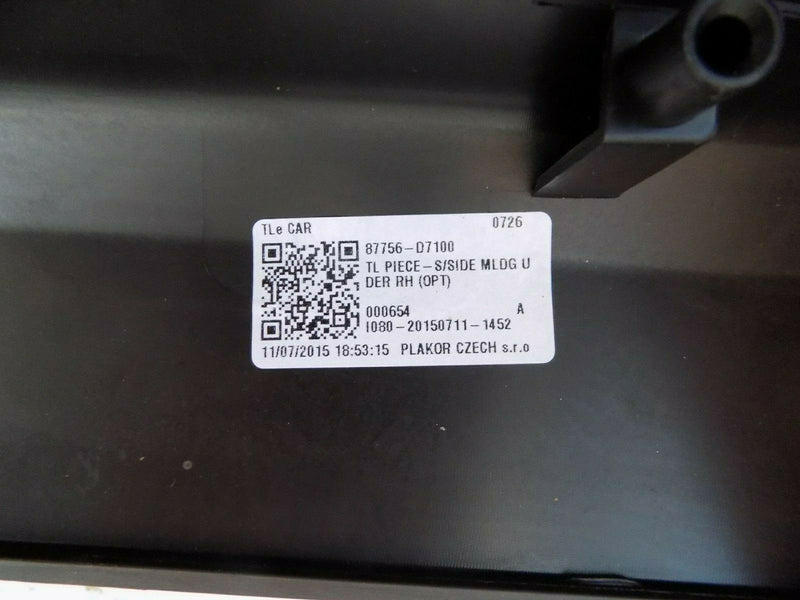 TLe CAR 0726
87756-D7100
TL PIECE-S/SIDE MLDG U
DER RH (OPT)
000654 A
I080-20150711-1452
11/07/2015 18:53:15 PLAKOR CZECH s.r.o